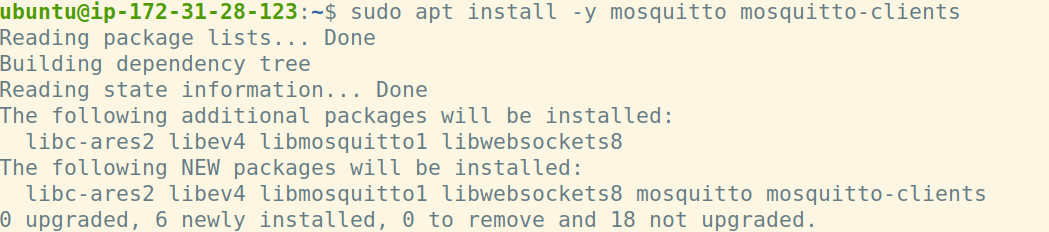 ubuntu@ip-172-31-28-123:~$ sudo apt install -y mosquitto mosquitto-clients
Reading package lists... Done
Building dependency tree
Reading state information... Done
The following additional packages will be installed:
  libc-ares2 libev4 libmosquitto1 libwebsockets8
The following NEW packages will be installed:
  libc-ares2 libev4 libmosquitto1 libwebsockets8 mosquitto mosquitto-clients
0 upgraded, 6 newly installed, 0 to remove and 18 not upgraded.